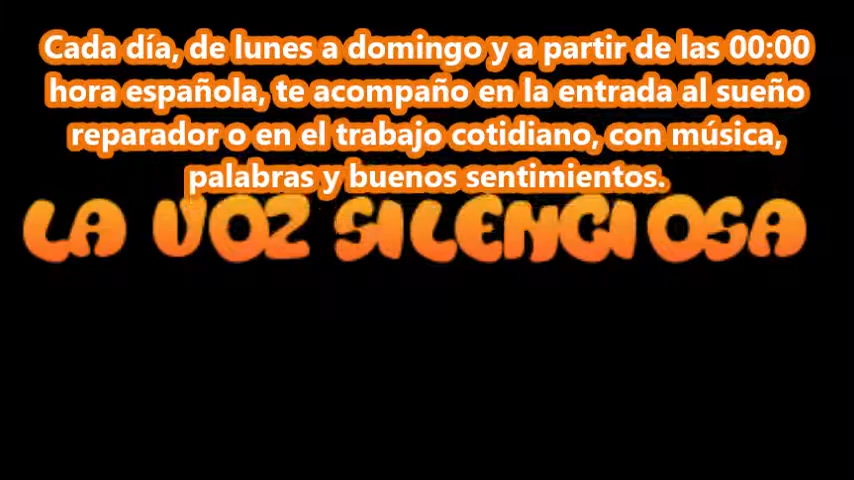 Cada día, de lunes a domingo y a partir de las 00:00
hora española, te acompaño en la entrada al sueño
reparador o en el trabajo cotidiano, con música,
palabras y buenos sentimientos.
LA VOZ SILENCIOSA